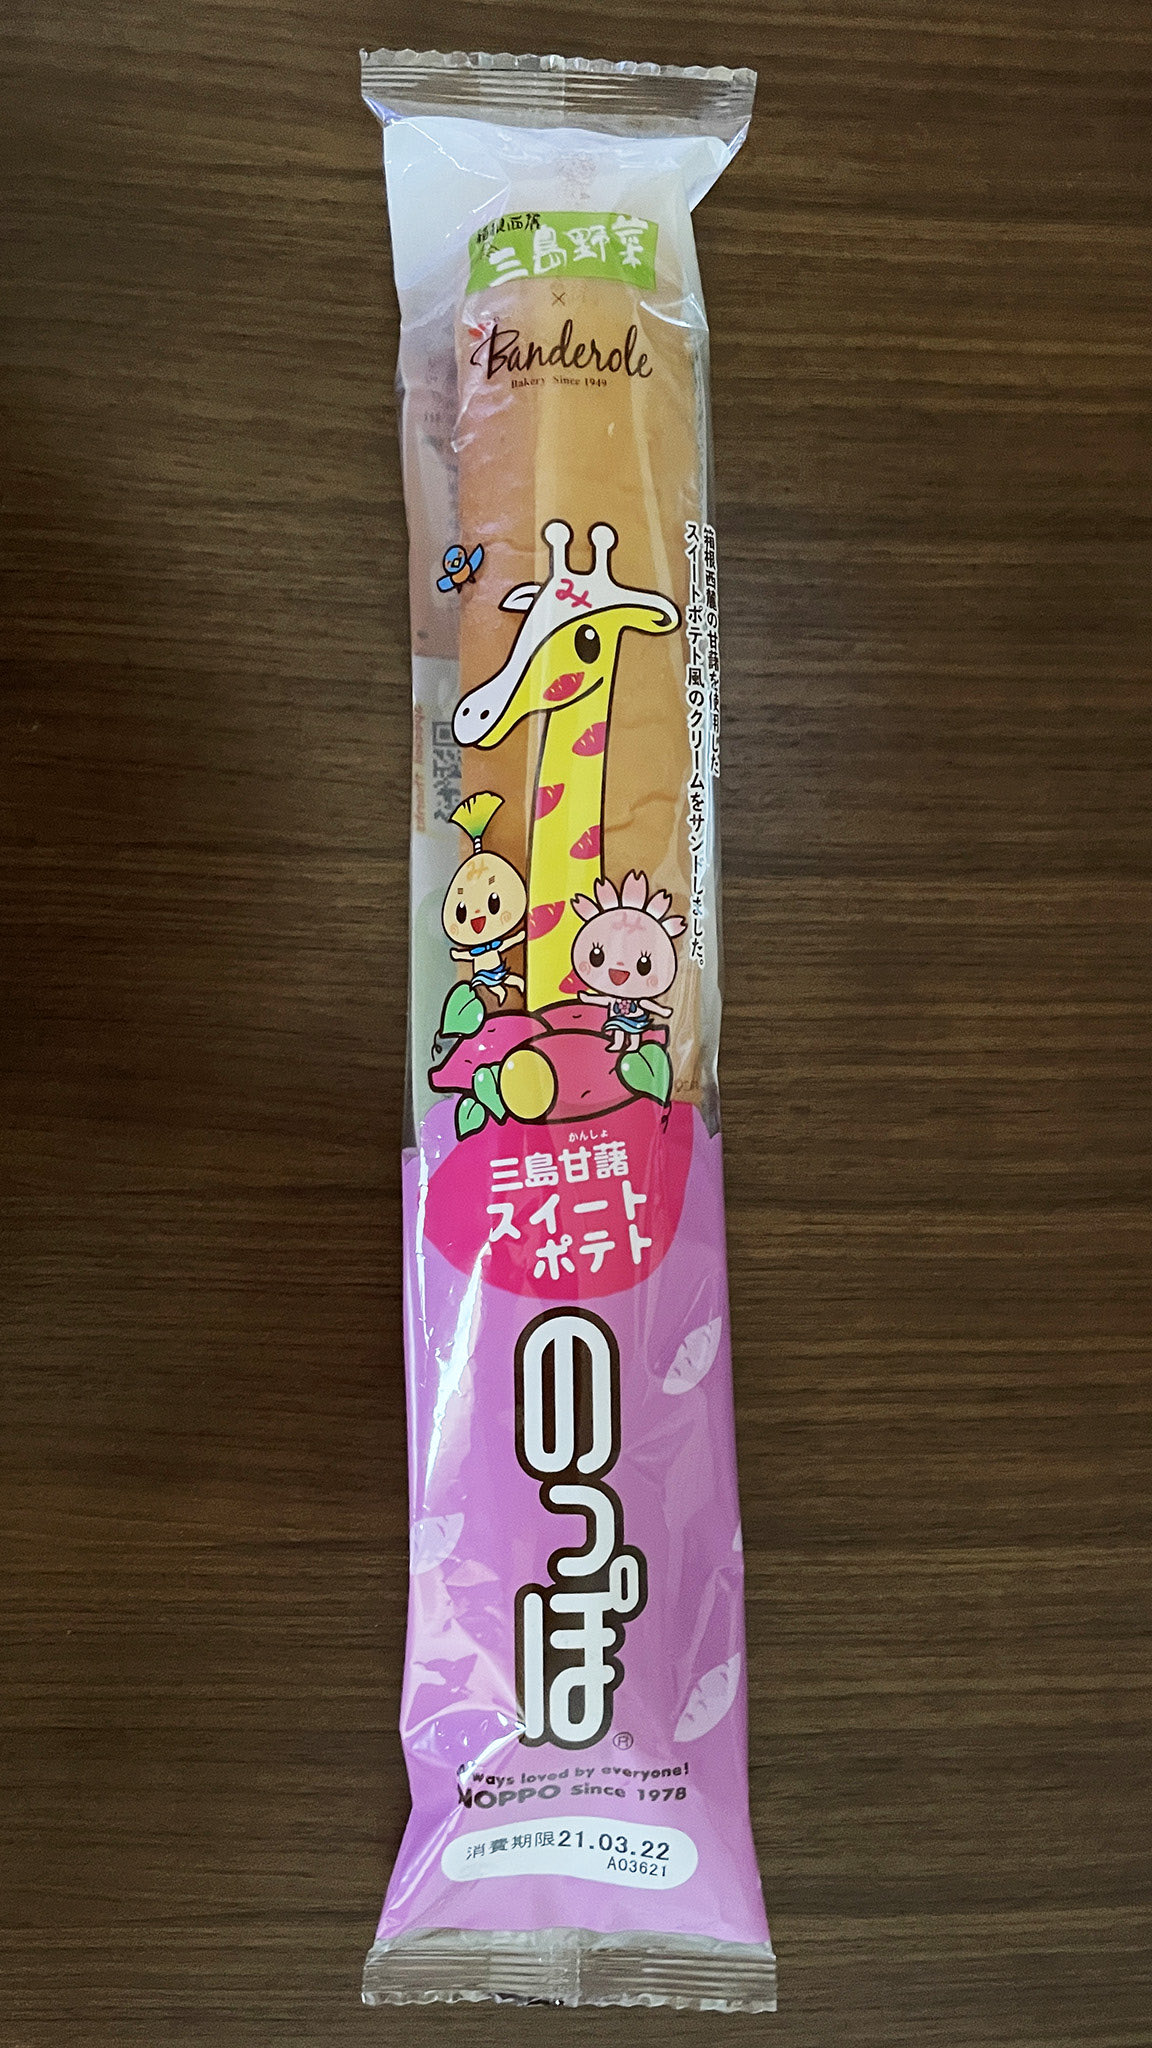 箱根西麓
三島野菜
×
Banderole
Bakery Since 1949
み
箱根西麓の甘藷を使用した
スイートポテト風のクリームをサンドしました。
み
み
かんしょ
三島甘藷
スイート
ポテト
のっぽ®
Always loved by everyone!
NOPPO Since 1978
消費期限21.03.22
A03621